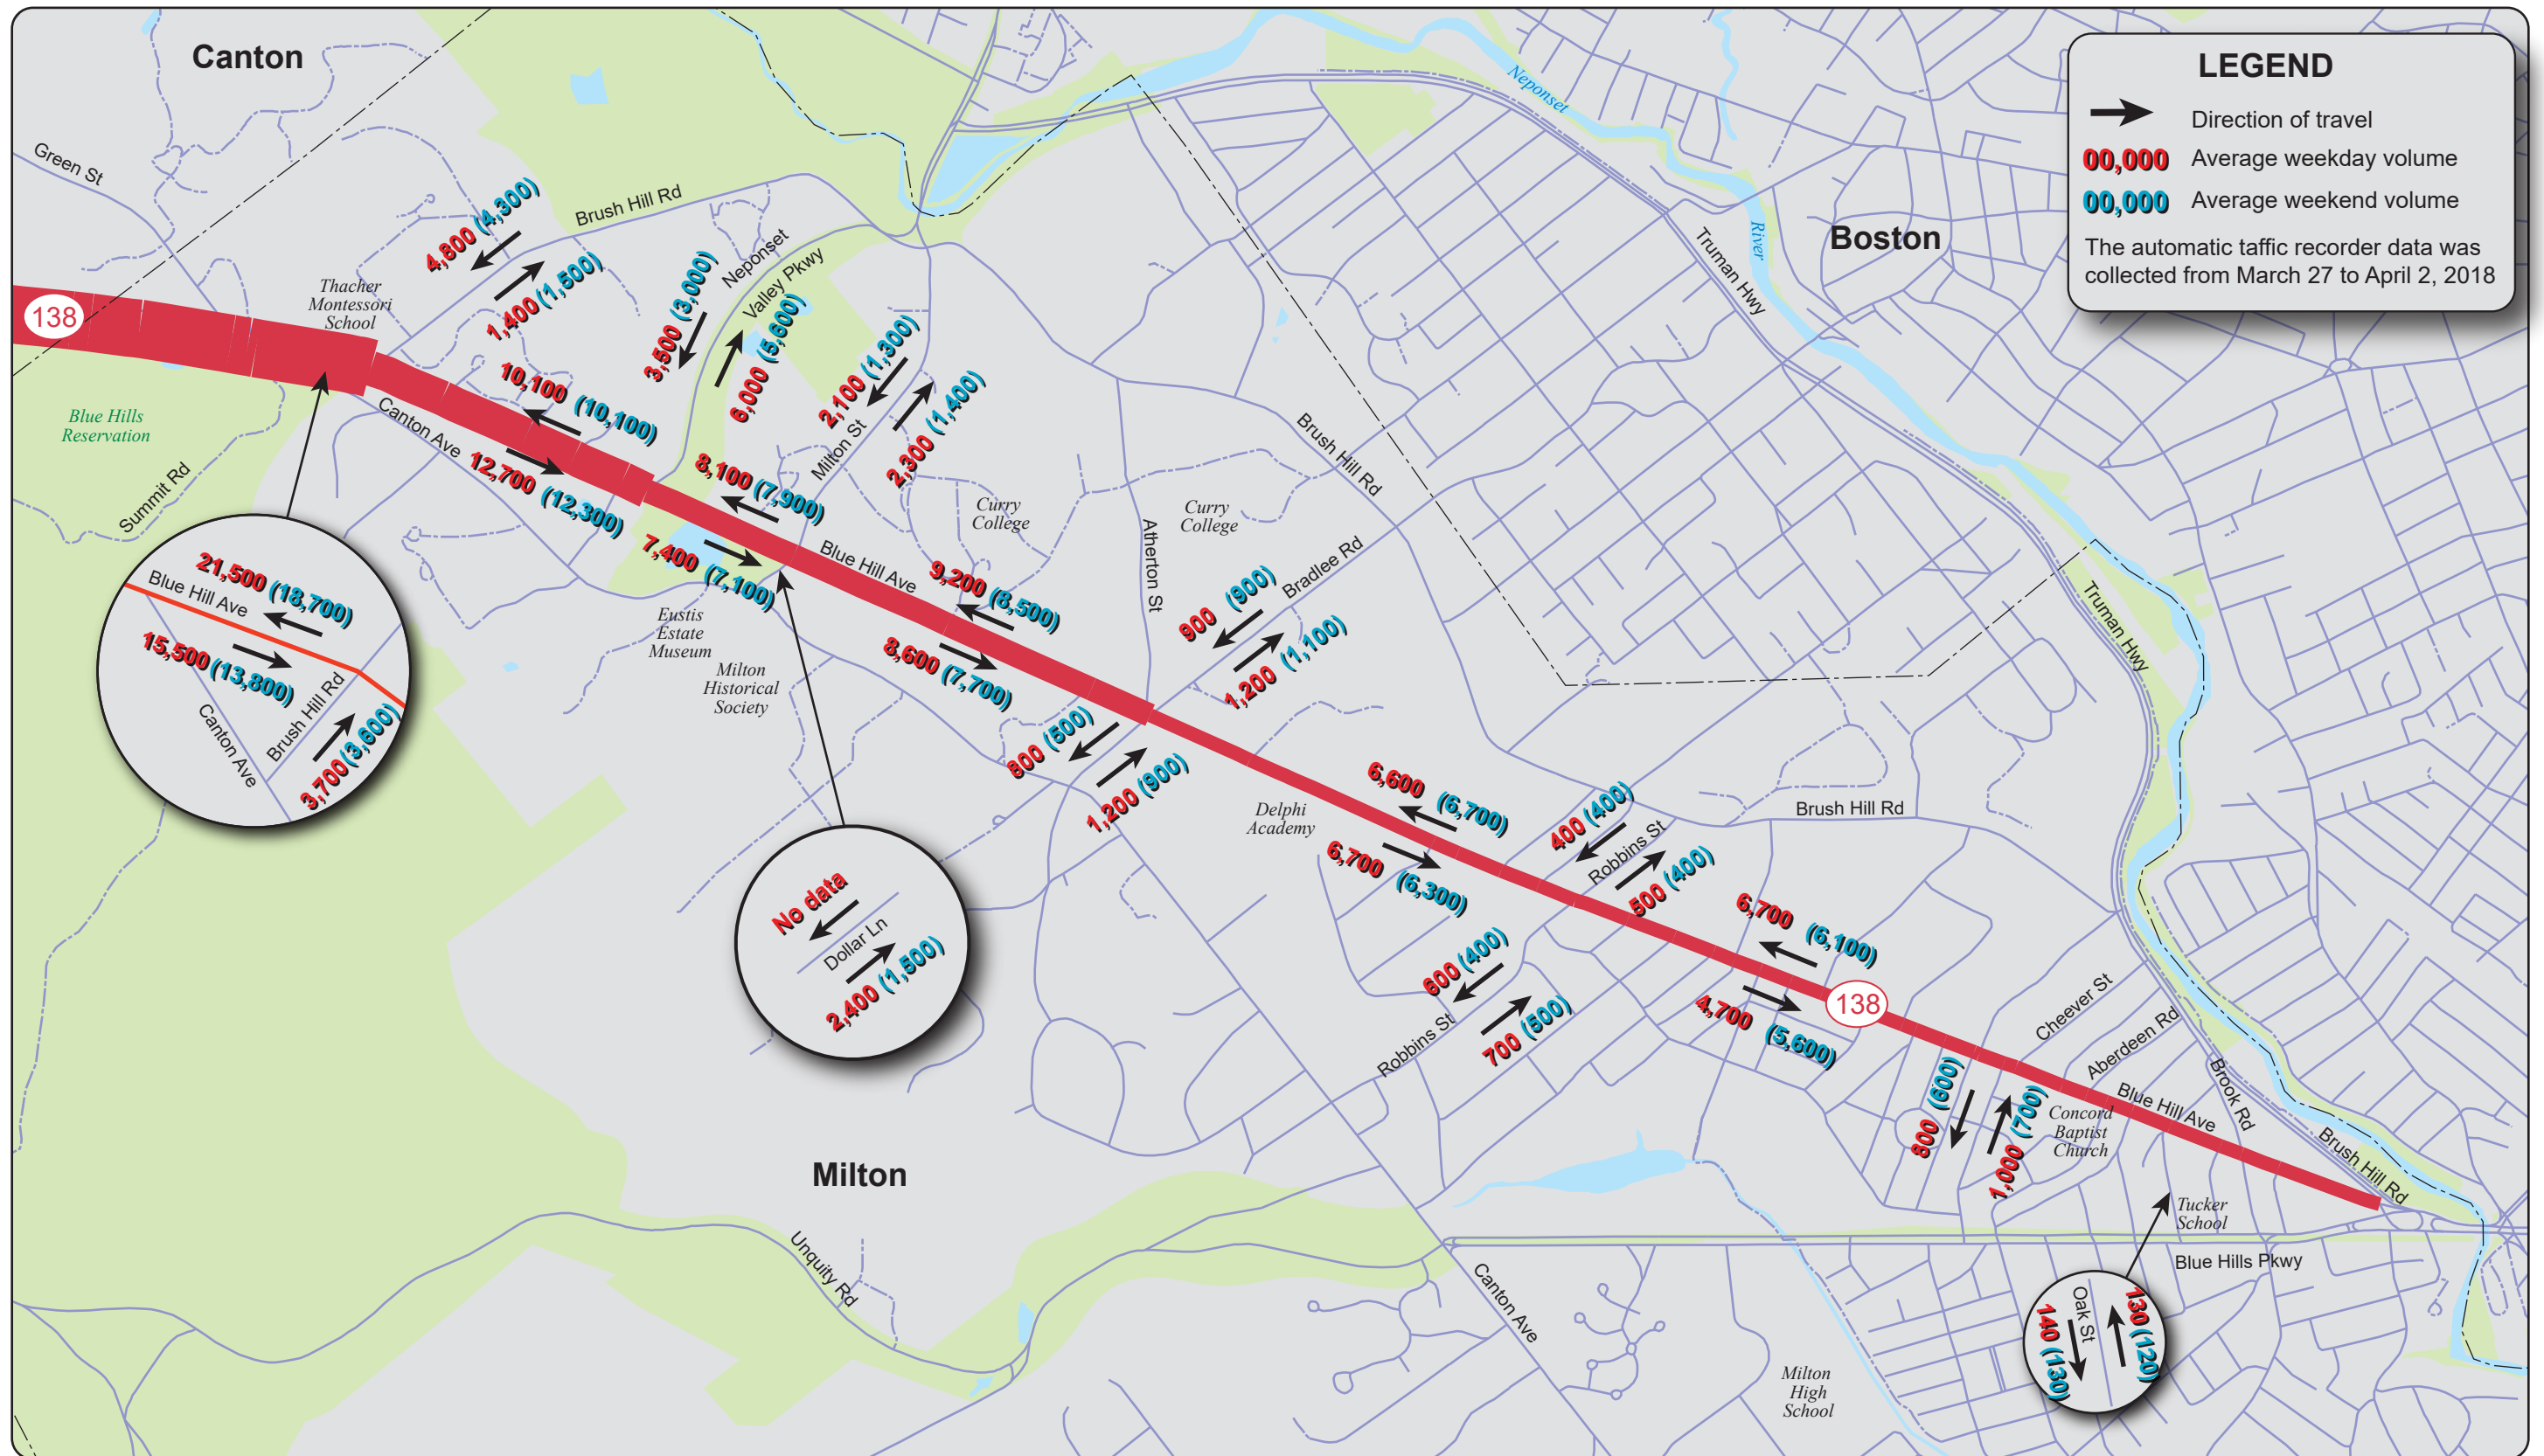 Canton
LEGEND
Direction of travel
00,000 Average weekday volume
00,000 Average weekend volume
The automatic taffic recorder data was
collected from March 27 to April 2, 2018
Neponset
River
Boston
Green St
Brush Hill Rd
4,800 (4,300)
1,400 (1,500)
Neponset
Valley Pkwy
3,500 (3,000)
6,000 (5,600)
Truman Hwy
Thacher
Montessori
School
138
2,100 (1,300)
2,300 (1,400)
Milton St
10,100 (10,100)
12,700 (12,300)
Canton Ave
Blue Hills
Reservation
Summit Rd
8,100 (7,900)
7,400 (7,100)
Brush Hill Rd
Curry
College
Curry
College
Atherton St
Bradlee Rd
Blue Hill Ave
9,200 (8,500)
8,600 (7,700)
900 (900)
1,200 (1,100)
21,500 (18,700)
Blue Hill Ave
15,500 (13,800)
Canton Ave
Brush Hill Rd
3,700 (3,600)
Eustis
Estate
Museum
Milton
Historical
Society
Truman Hwy
800 (500)
1,200 (900)
Delphi
Academy
6,600 (6,700)
6,700 (6,300)
400 (400)
Robbins St
500 (400)
Brush Hill Rd
No data
Dollar Ln
2,400 (1,500)
6,700 (6,100)
4,700 (5,600)
138
600 (400)
Robbins St
700 (500)
Cheever St
Aberdeen Rd
Blue Hill Ave
Brook Rd
Brush Hill Rd
800 (600)
1,000 (700)
Concord
Baptist
Church
Milton
Tucker
School
Unquity Rd
Blue Hills Pkwy
Canton Ave
Oak St
140 (130)
130 (120)
Milton
High
School